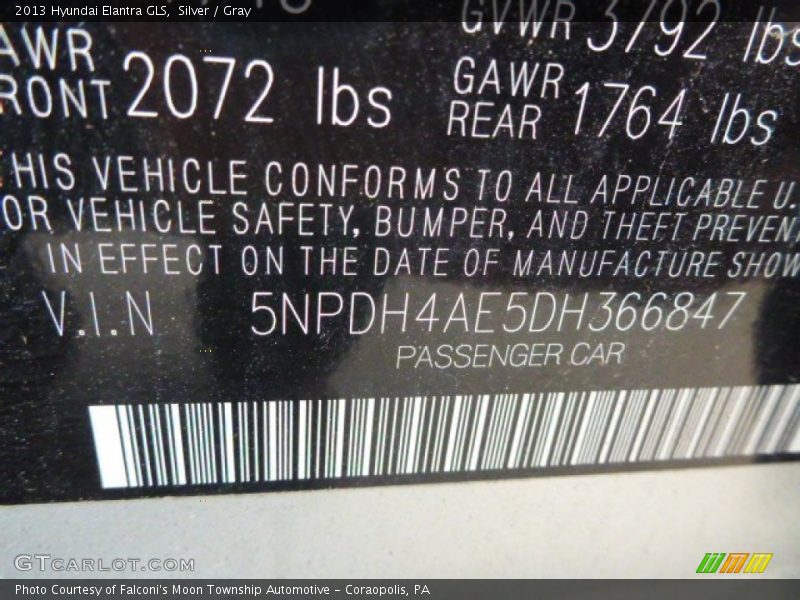 2013 Hyundai Elantra GLS,  Silver / Gray
GVWR 3792 lbs
AWR FRONT 2072 lbs
GAWR REAR 1764 lbs
THIS VEHICLE CONFORMS TO ALL APPLICABLE U.
OR VEHICLE SAFETY, BUMPER, AND THEFT PREVEN
IN EFFECT ON THE DATE OF MANUFACTURE SHOW
V.I.N 5NPDH4AE5DH366847
PASSENGER CAR
GTCARLOT.COM
Photo Courtesy of Falconi's Moon Township Automotive – Coraopolis, PA